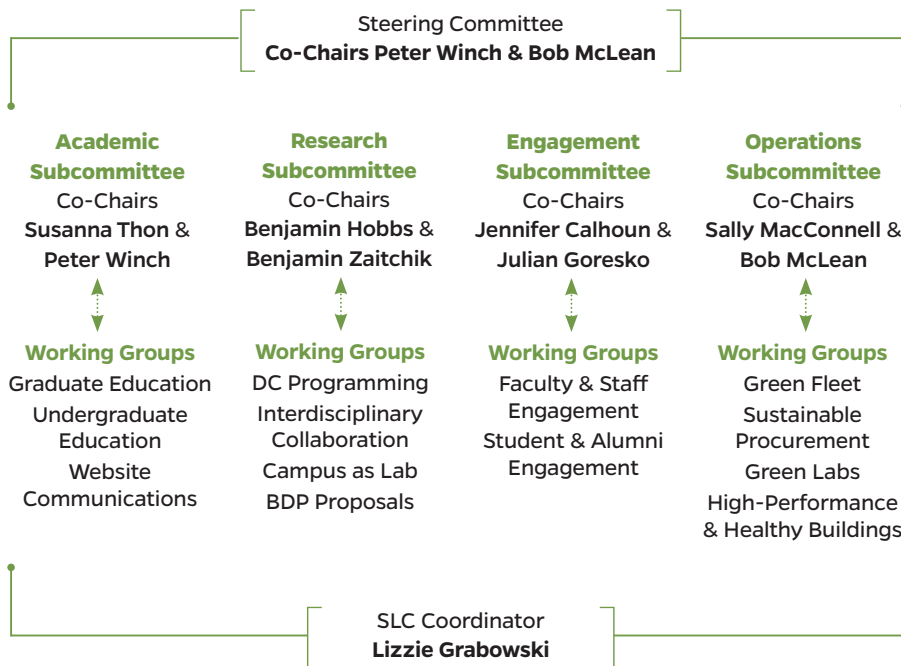 Steering Committee
Co-Chairs Peter Winch & Bob McLean
Academic
Subcommittee
Co-Chairs
Susanna Thon &
Peter Winch
Working Groups
Graduate Education
Undergraduate
Education
Website
Communications
Research
Subcommittee
Co-Chairs
Benjamin Hobbs &
Benjamin Zaitchik
Working Groups
DC Programming
Interdisciplinary
Collaboration
Campus as Lab
BDP Proposals
Engagement
Subcommittee
Co-Chairs
Jennifer Calhoun &
Julian Goresko
Working Groups
Faculty & Staff
Engagement
Student & Alumni
Engagement
Operations
Subcommittee
Co-Chairs
Sally MacConnell &
Bob McLean
Working Groups
Green Fleet
Sustainable
Procurement
Green Labs
High-Performance
& Healthy Buildings
SLC Coordinator
Lizzie Grabowski